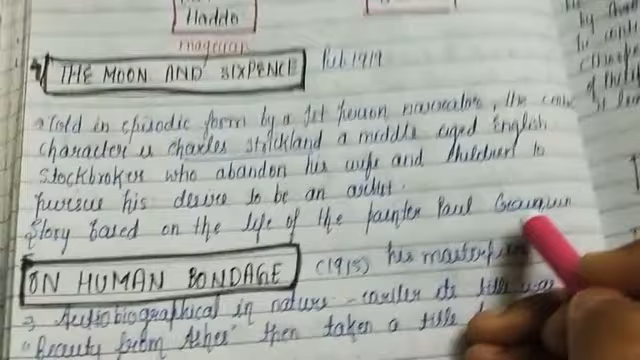 Haddo
magician
THE MOON AND SIXPENCE Pub. 1919
told in episodic form by a 1st person narrator, the
character is charles strickland a middle aged English
Stockbroker who abandon his wife and children to
pursue his desire to be an artist.
Story based on the life of the painter Paul
ON HUMAN BONDAGE (1915) his
⇒ Autobiographical in nature - earlier its title was
"Beauty from Ashes" then taken a title